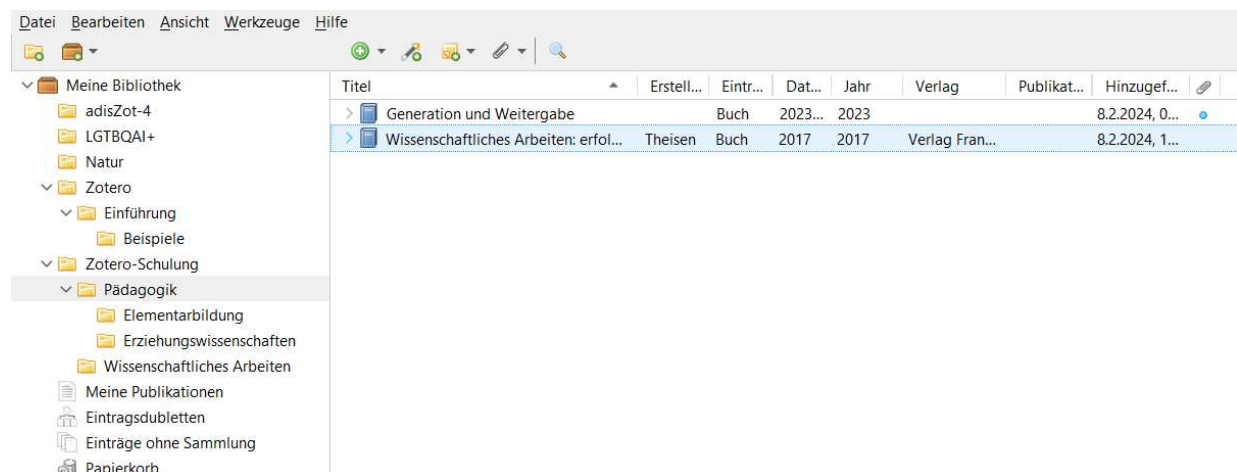 Datei Bearbeiten Ansicht Werkzeuge Hilfe
Meine Bibliothek
adisZot-4
LGTBQAI+
Natur
Zotero
Einführung
Beispiele
Zotero-Schulung
Pädagogik
Elementarbildung
Erziehungswissenschaften
Wissenschaftliches Arbeiten
Meine Publikationen
Eintragsdubletten
Einträge ohne Sammlung
Papierkorb
Titel Erstell... Eintr... Dat... Jahr Verlag Publikat... Hinzugef...
Generation und Weitergabe Buch 2023... 2023 8.2.2024, 0...
Wissenschaftliches Arbeiten: erfol... Theisen Buch 2017 2017 Verlag Fran... 8.2.2024, 1...